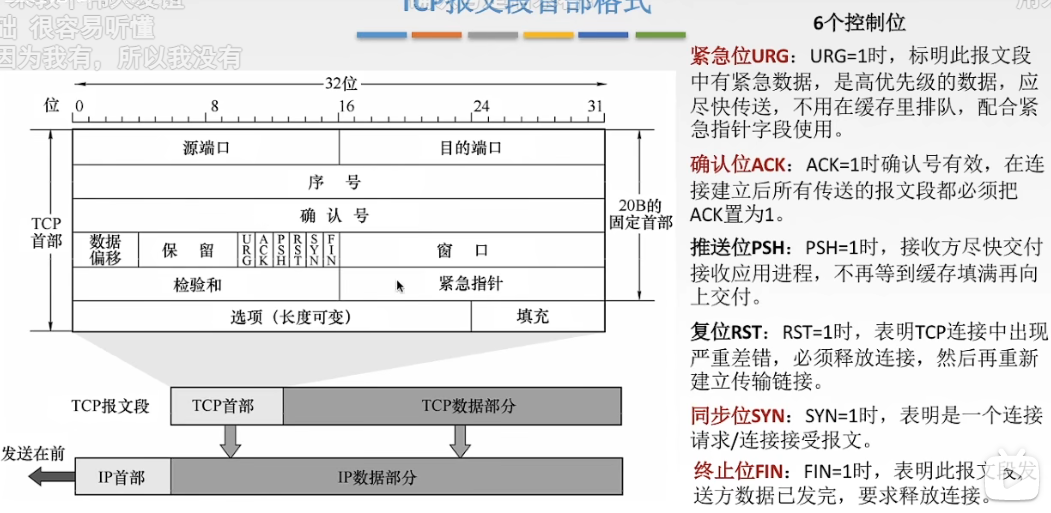 TCP报文段首部格式
础 很容易听懂
因为我有，所以我没有
6个控制位
紧急位URG：URG=1时，标明此报文段
中有紧急数据，是高优先级的数据，应
尽快传送，不用在缓存里排队，配合紧
急指针字段使用。
确认位ACK：ACK=1时确认号有效，在连
接建立后所有传送的报文段都必须把
ACK置为1。
推送位PSH：PSH=1时，接收方尽快交付
接收应用进程，不再等到缓存填满再向
上交付。
复位RST：RST=1时，表明TCP连接中出现
严重差错，必须释放连接，然后再重新
建立传输链接。
同步位SYN：SYN=1时，表明是一个连接
请求/连接接受报文。
终止位FIN：FIN=1时，表明此报文段发
送方数据已发完，要求释放连接。
32位
位 0 8 16 24 31
源端口 目的端口
序 号
确 认 号
数据
偏移
保 留
URG
ACK
PSH
RST
SYN
FIN
窗 口
检验和 紧急指针
选项（长度可变） 填充
TCP
首部
20B的
固定首部
TCP报文段 TCP首部 TCP数据部分
发送在前
IP首部 IP数据部分